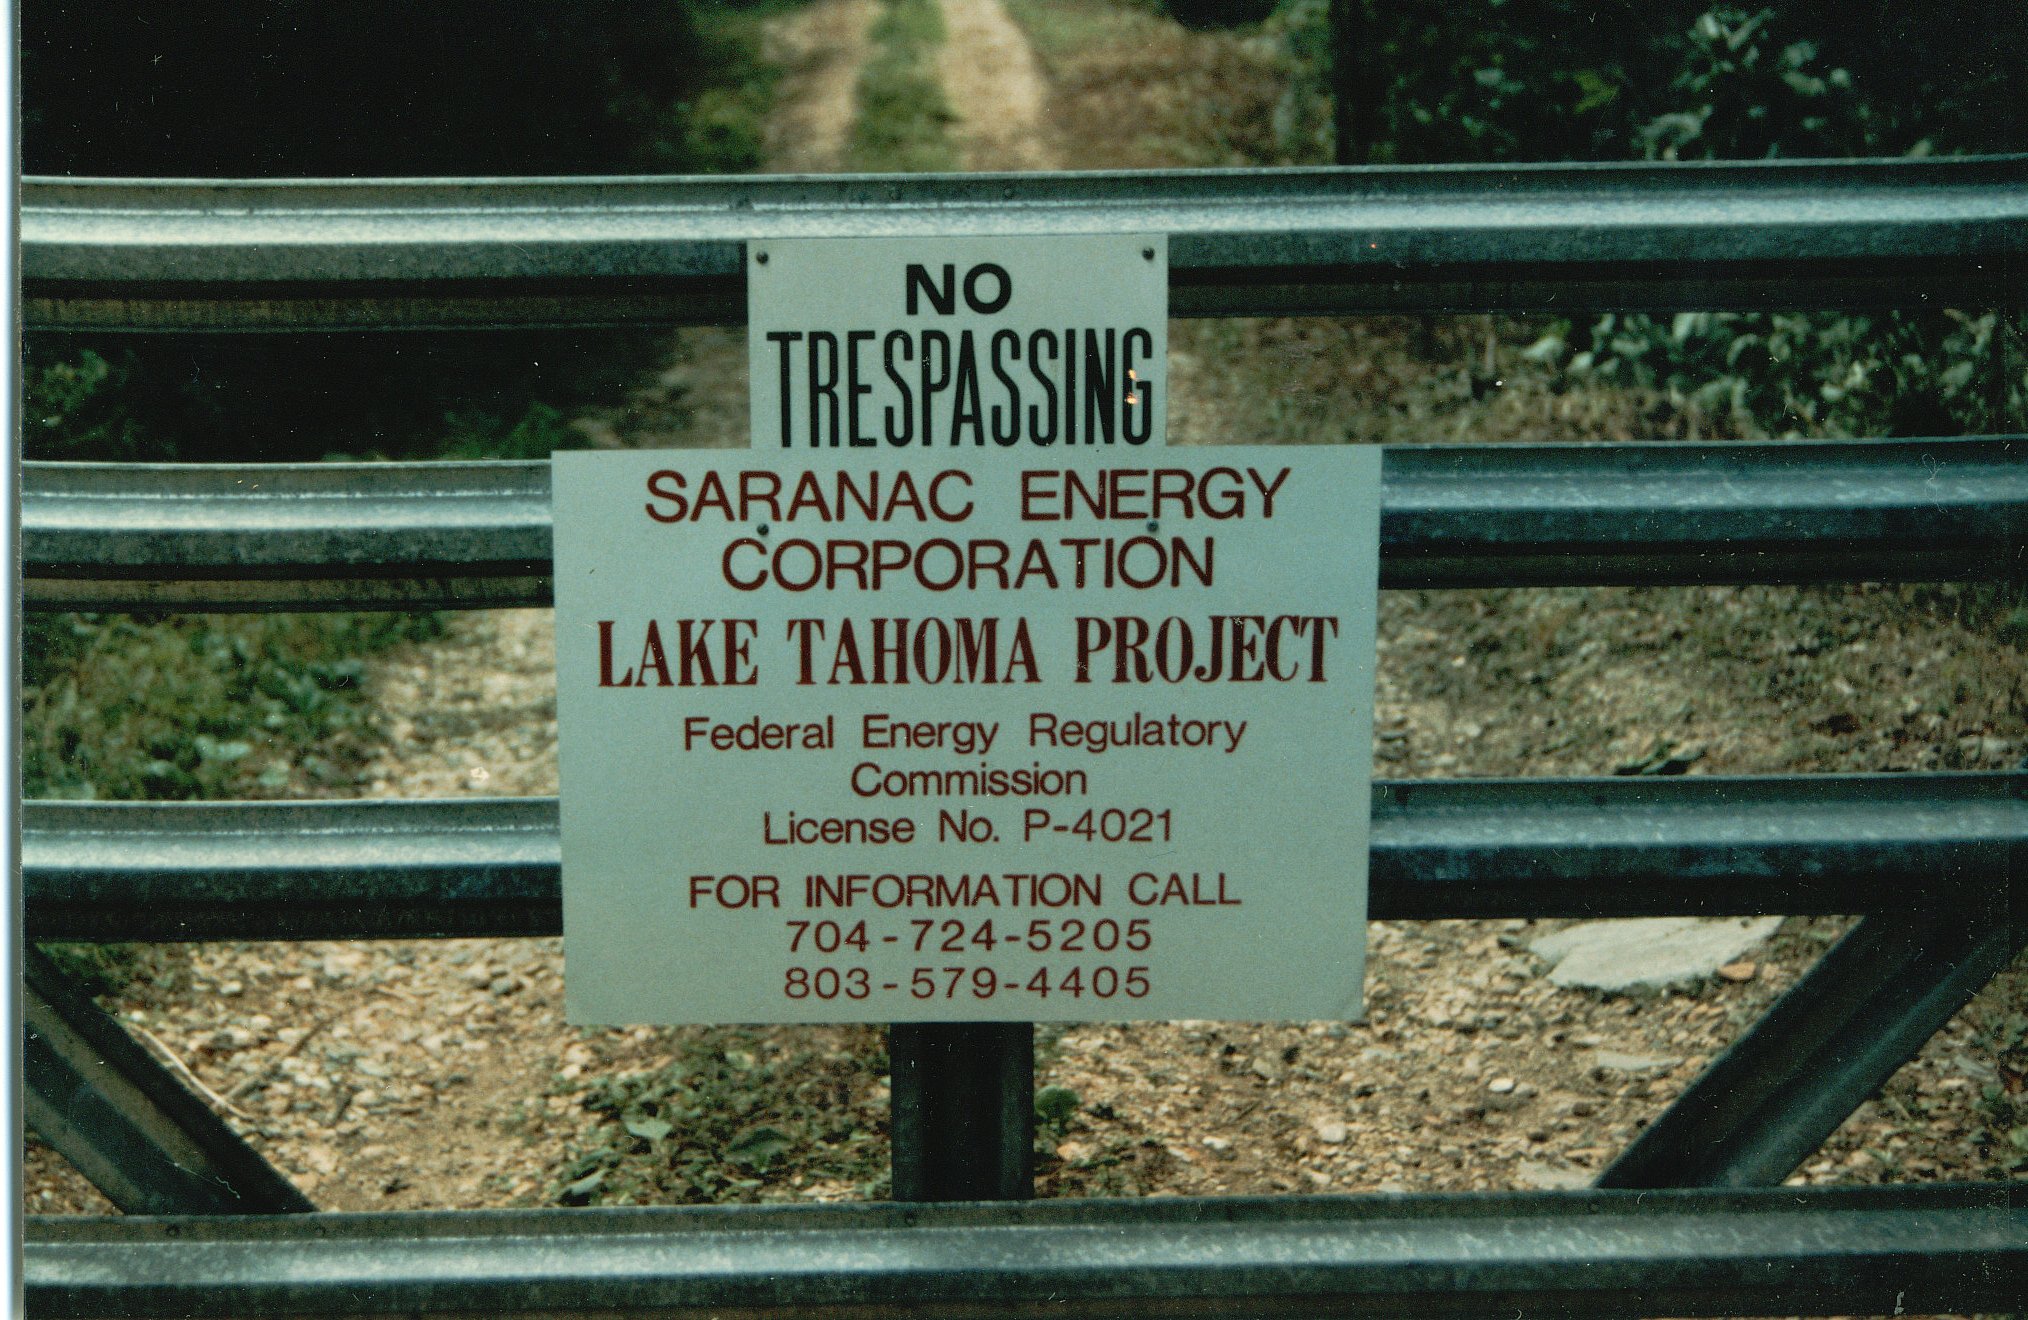 NO
TRESPASSING
SARANAC ENERGY
CORPORATION
LAKE TAHOMA PROJECT
Federal Energy Regulatory
Commission
License No. P-4021
FOR INFORMATION CALL
704-724-5205
803-579-4405